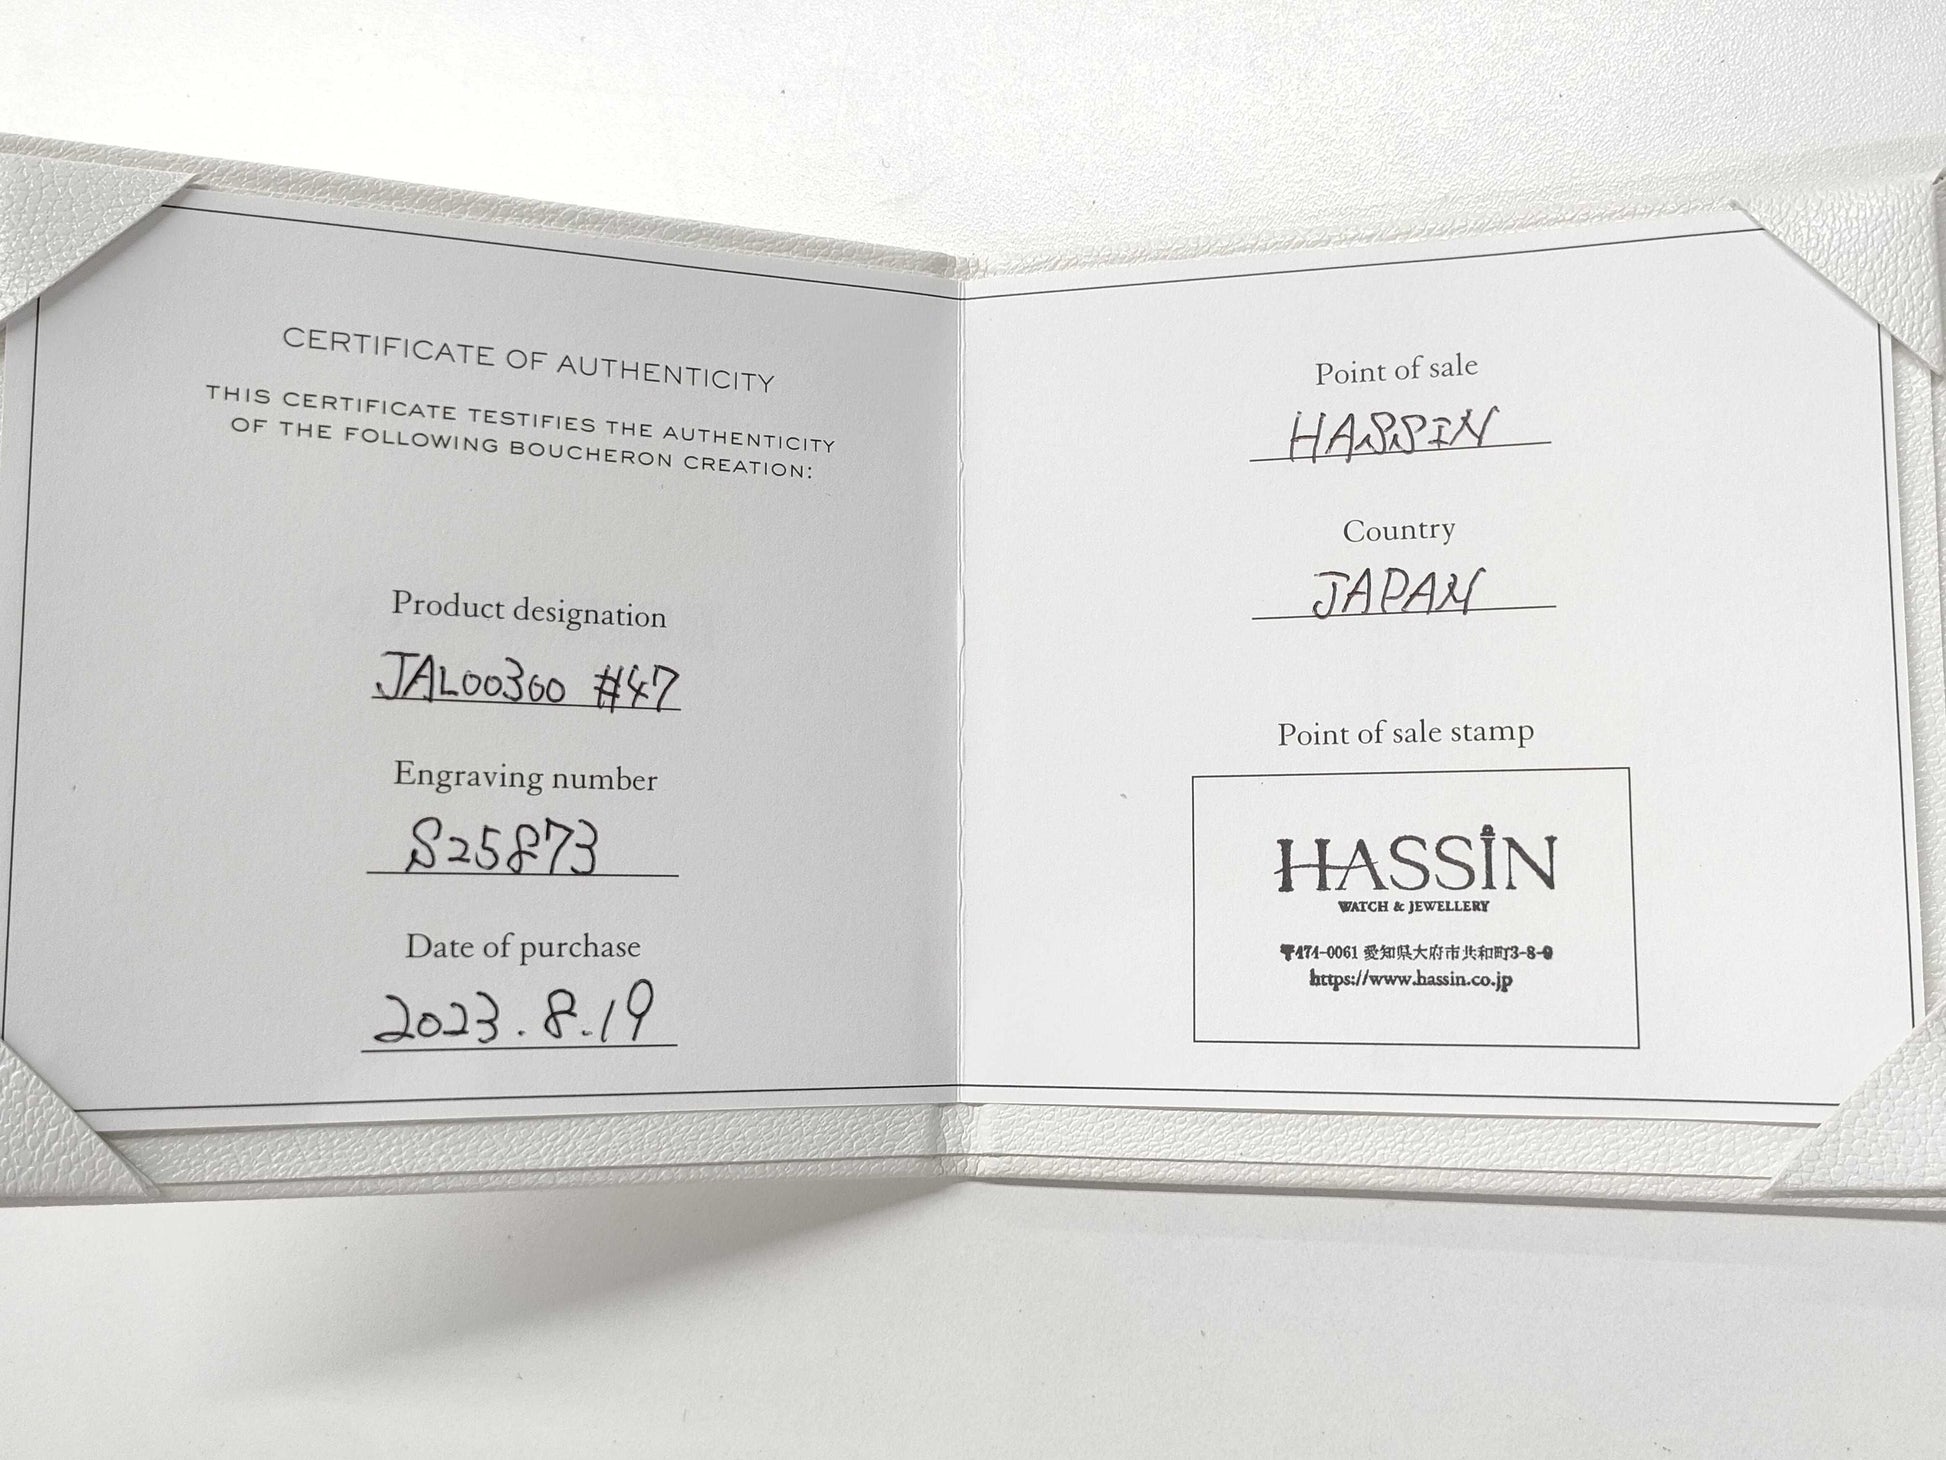 CERTIFICATE OF AUTHENTICITY
THIS CERTIFICATE TESTIFIES THE AUTHENTICITY
OF THE FOLLOWING BOUCHERON CREATION:
Product designation
JAL00300 #47
Engraving number
S25873
Date of purchase
2023.8.19
Point of sale
HASSIN
Country
JAPAN
Point of sale stamp
HASSIN
WATCH & JEWELLERY
〒474-0061 愛知県大府市共和町3-8-9
https://www.hassin.co.jp